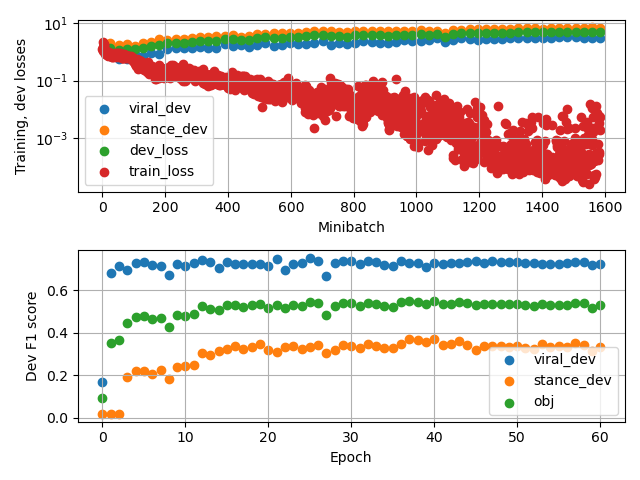 Training, dev losses
10¹
10⁻¹
10⁻³
viral_dev
stance_dev
dev_loss
train_loss
0 200 400 600 800 1000 1200 1400 1600
Minibatch
Dev F1 score
0.6
0.4
0.2
0.0
viral_dev
stance_dev
obj
0 10 20 30 40 50 60
Epoch